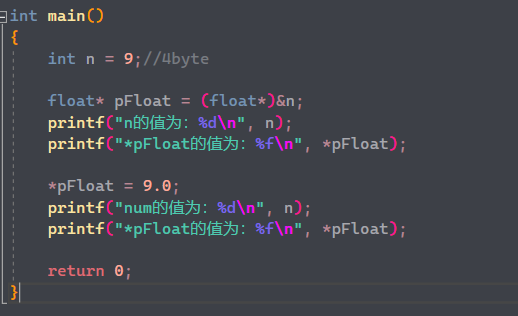 int main()
{
int n = 9;//4byte
float* pFloat = (float*)&n;
printf("n的值为：%d\n", n);
printf("*pFloat的值为：%f\n", *pFloat);
*pFloat = 9.0;
printf("num的值为：%d\n", n);
printf("*pFloat的值为：%f\n", *pFloat);
return 0;
}